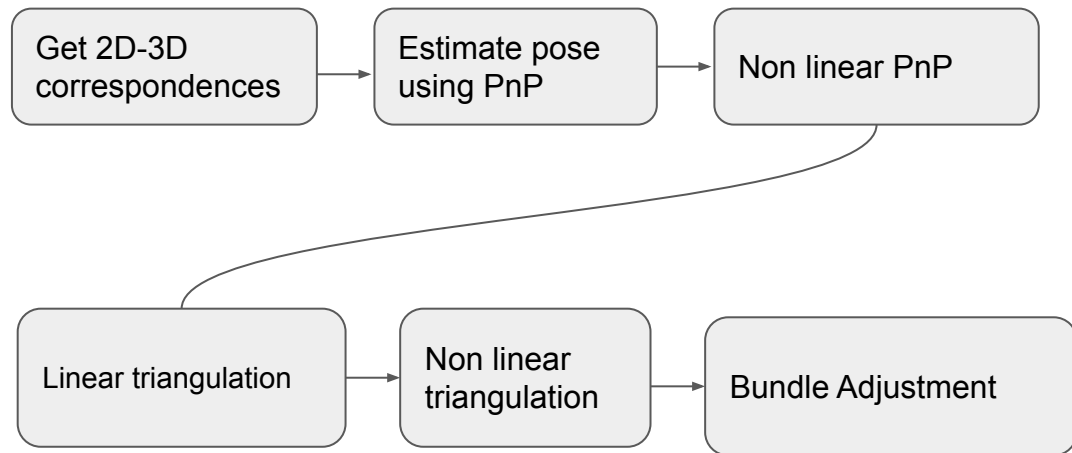 Get 2D-3D
correspondences
Estimate pose
using PnP
Non linear PnP
Linear triangulation
Non linear
triangulation
Bundle Adjustment